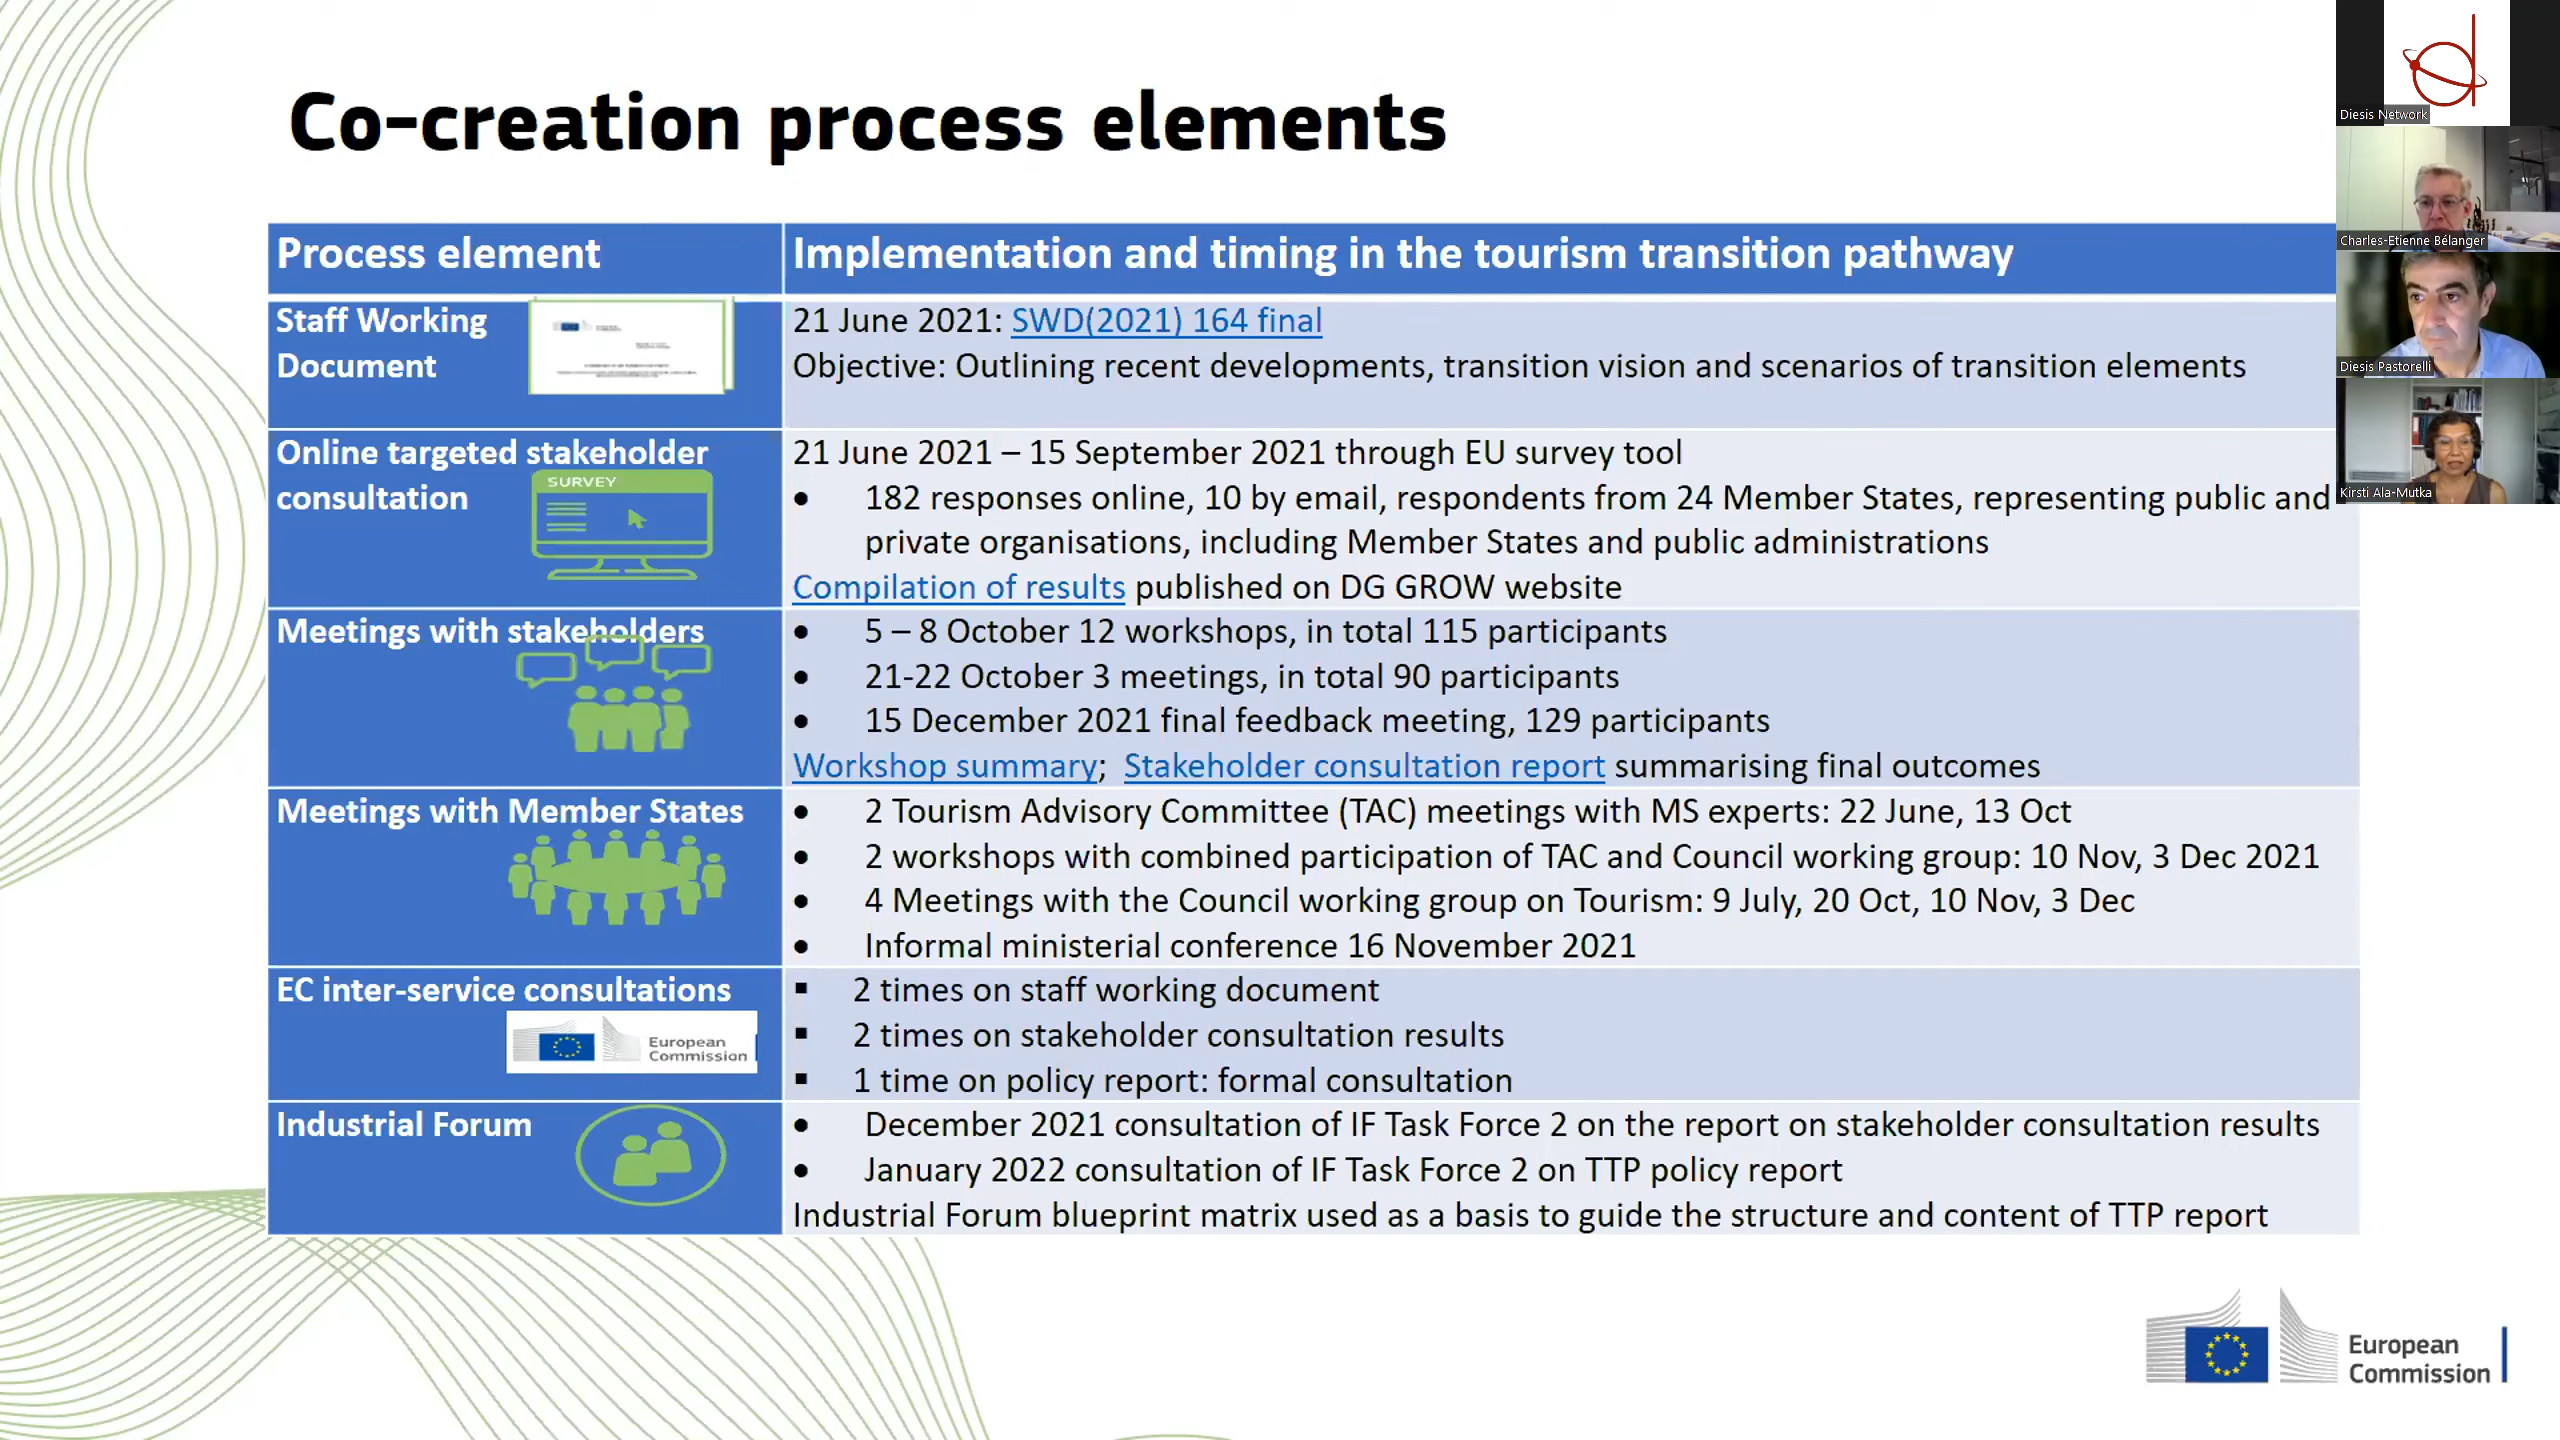 Co-creation process elements
Process element
Implementation and timing in the tourism transition pathway
Staff Working
Document
21 June 2021: SWD(2021) 164 final
Objective: Outlining recent developments, transition vision and scenarios of transition elements
Online targeted stakeholder
consultation
SURVEY
21 June 2021 – 15 September 2021 through EU survey tool
• 182 responses online, 10 by email, respondents from 24 Member States, representing public and
private organisations, including Member States and public administrations
Compilation of results published on DG GROW website
Meetings with stakeholders
• 5 – 8 October 12 workshops, in total 115 participants
• 21-22 October 3 meetings, in total 90 participants
• 15 December 2021 final feedback meeting, 129 participants
Workshop summary; Stakeholder consultation report summarising final outcomes
Meetings with Member States
• 2 Tourism Advisory Committee (TAC) meetings with MS experts: 22 June, 13 Oct
• 2 workshops with combined participation of TAC and Council working group: 10 Nov, 3 Dec 2021
• 4 Meetings with the Council working group on Tourism: 9 July, 20 Oct, 10 Nov, 3 Dec
• Informal ministerial conference 16 November 2021
EC inter-service consultations
European
Commission
▪ 2 times on staff working document
▪ 2 times on stakeholder consultation results
▪ 1 time on policy report: formal consultation
Industrial Forum
• December 2021 consultation of IF Task Force 2 on the report on stakeholder consultation results
• January 2022 consultation of IF Task Force 2 on TTP policy report
Industrial Forum blueprint matrix used as a basis to guide the structure and content of TTP report
European
Commission
Diesis Network
Charles-Etienne Bélanger
Diesis Pastorelli
Kirsti Ala-Mutka